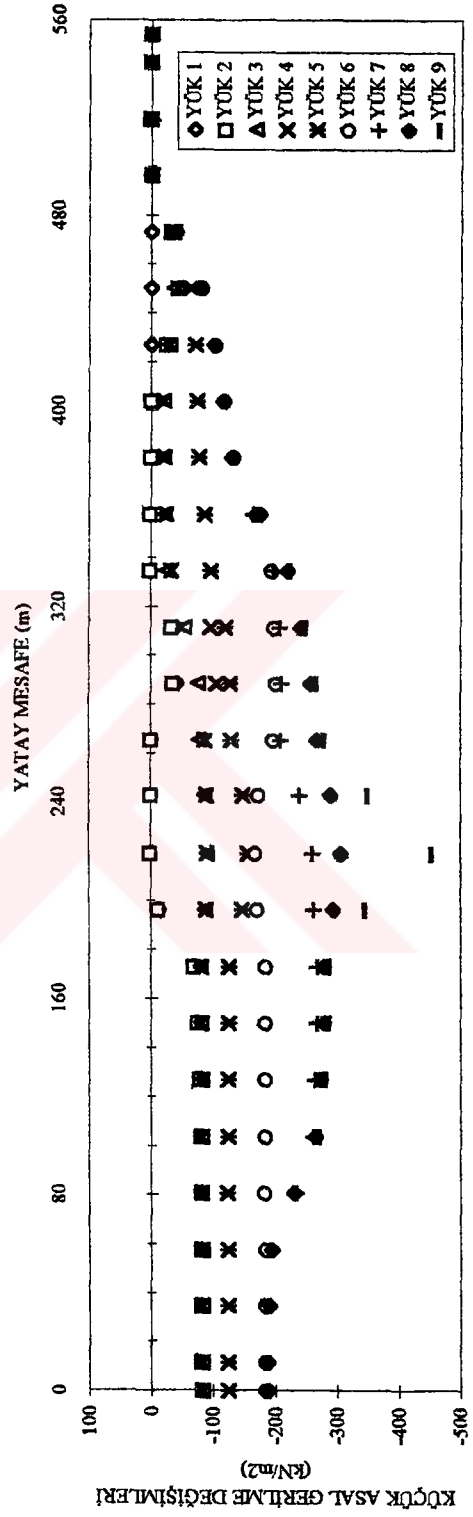 YATAY MESAFE (m)
0 80 160 240 320 400 480 560
KÜÇÜK ASAL GERİLME DEĞİŞİMLERİ
(kN/m2)
100
0
-100
-200
-300
-400
-500
YÜK 1
YÜK 2
YÜK 3
YÜK 4
YÜK 5
YÜK 6
YÜK 7
YÜK 8
YÜK 9